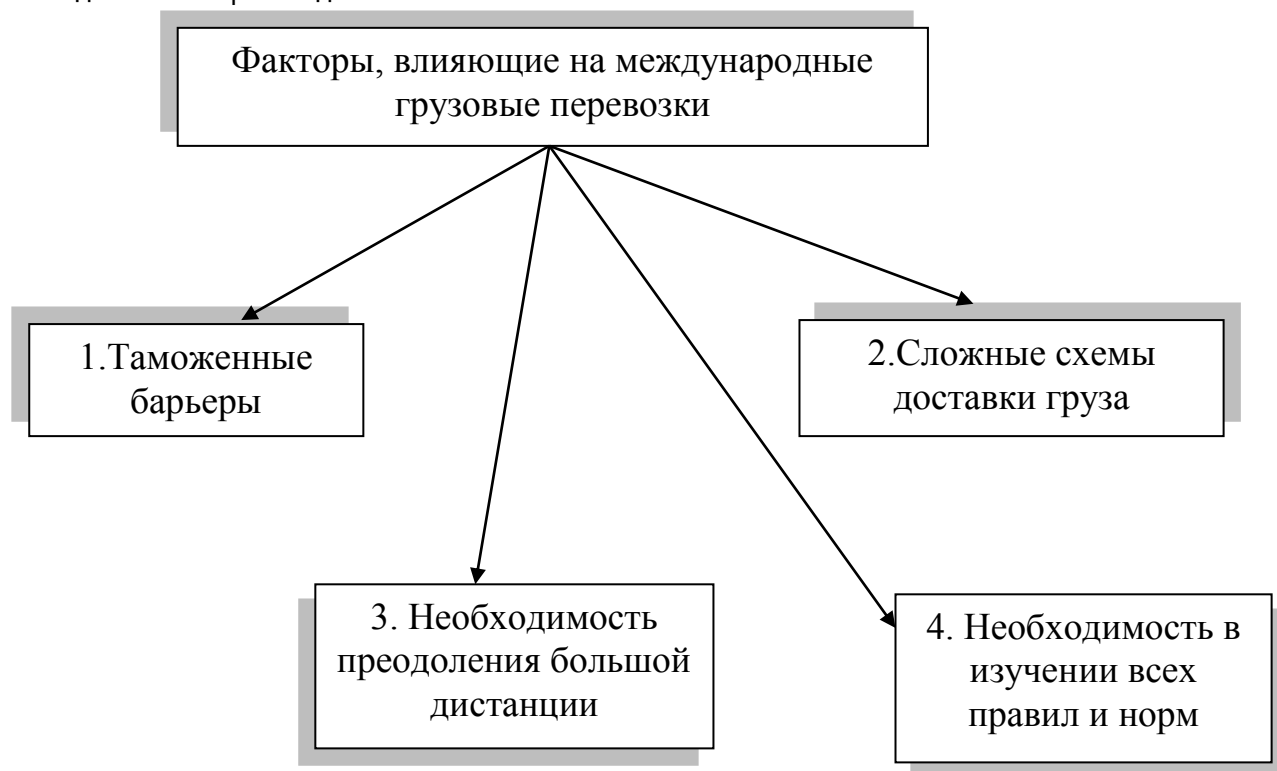 Факторы, влияющие на международные
грузовые перевозки
1.Таможенные
барьеры
2.Сложные схемы
доставки груза
3. Необходимость
преодоления большой
дистанции
4. Необходимость в
изучении всех
правил и норм